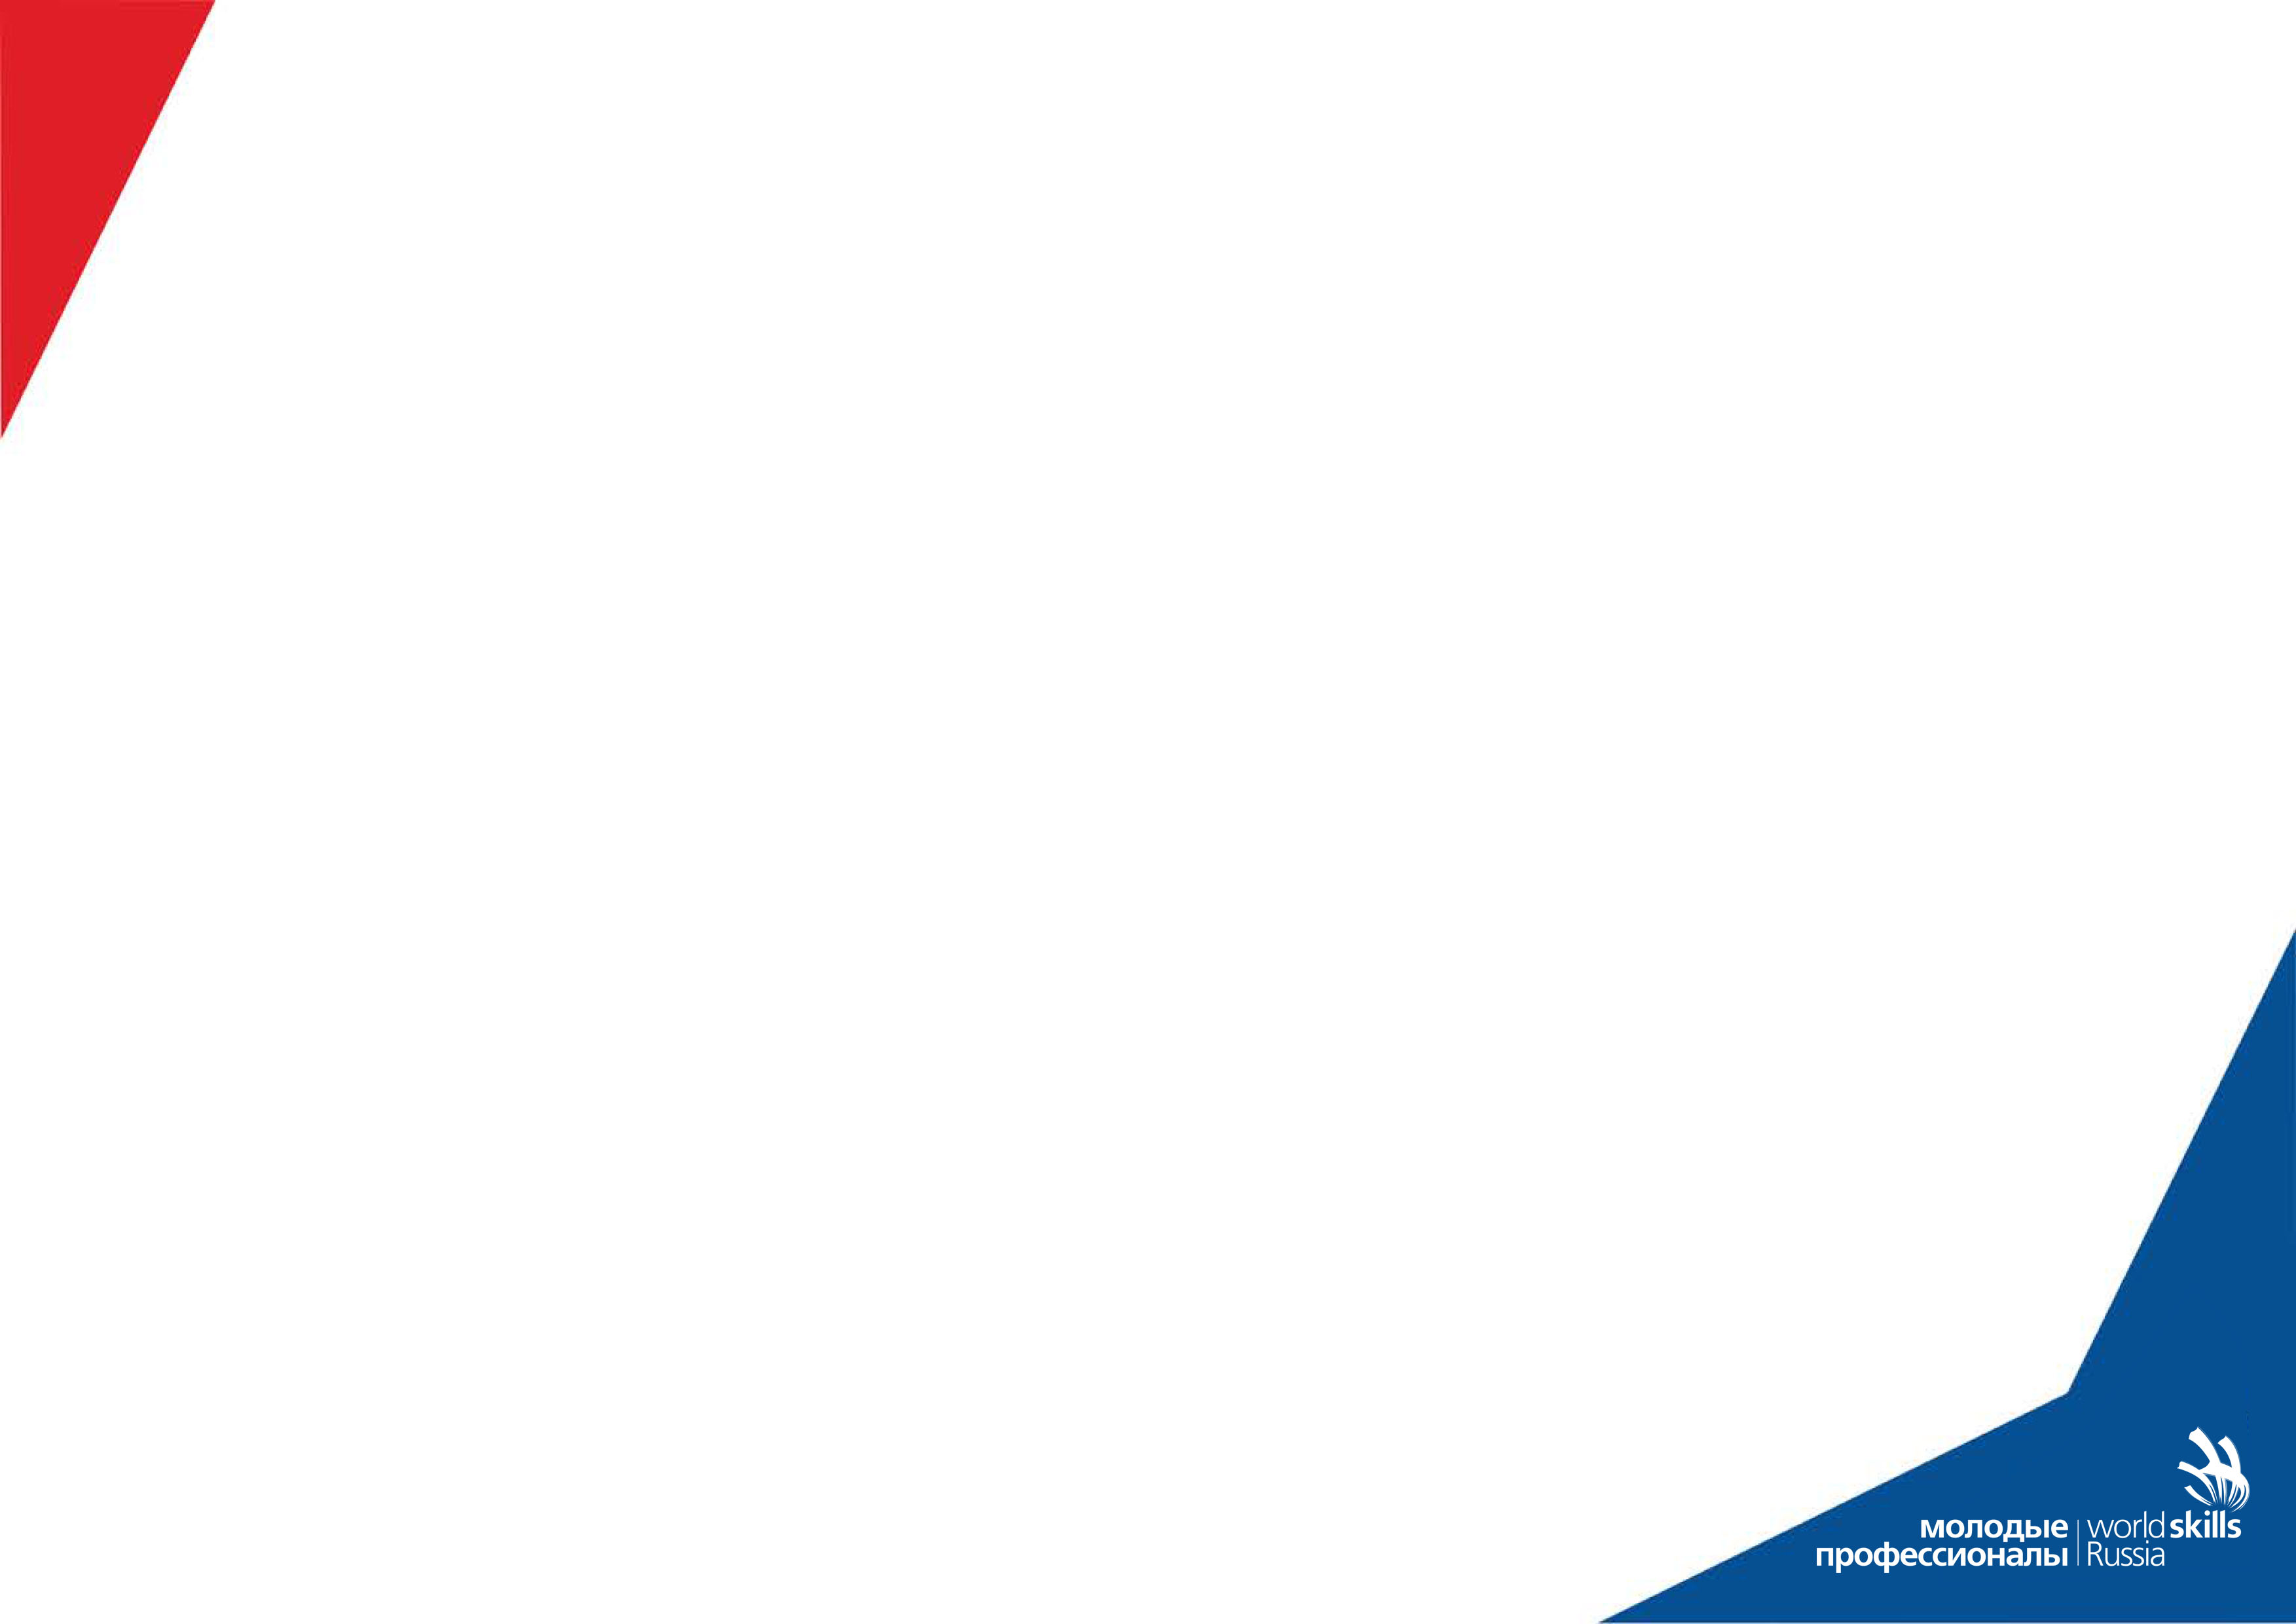 молодые
профессионалы
world skills
Russia